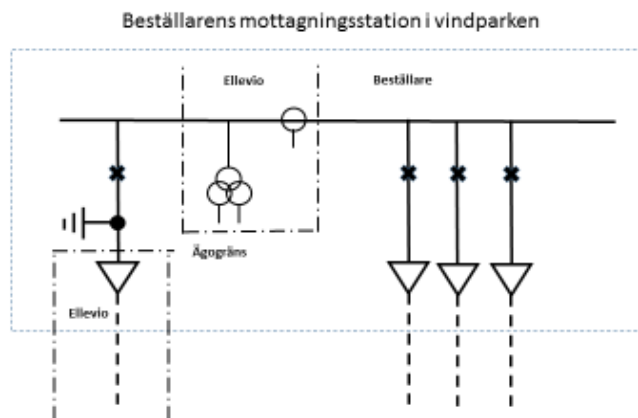 Beställarens mottagningsstation i vindparken
Ellevio
Beställare
Ägogräns
Ellevio